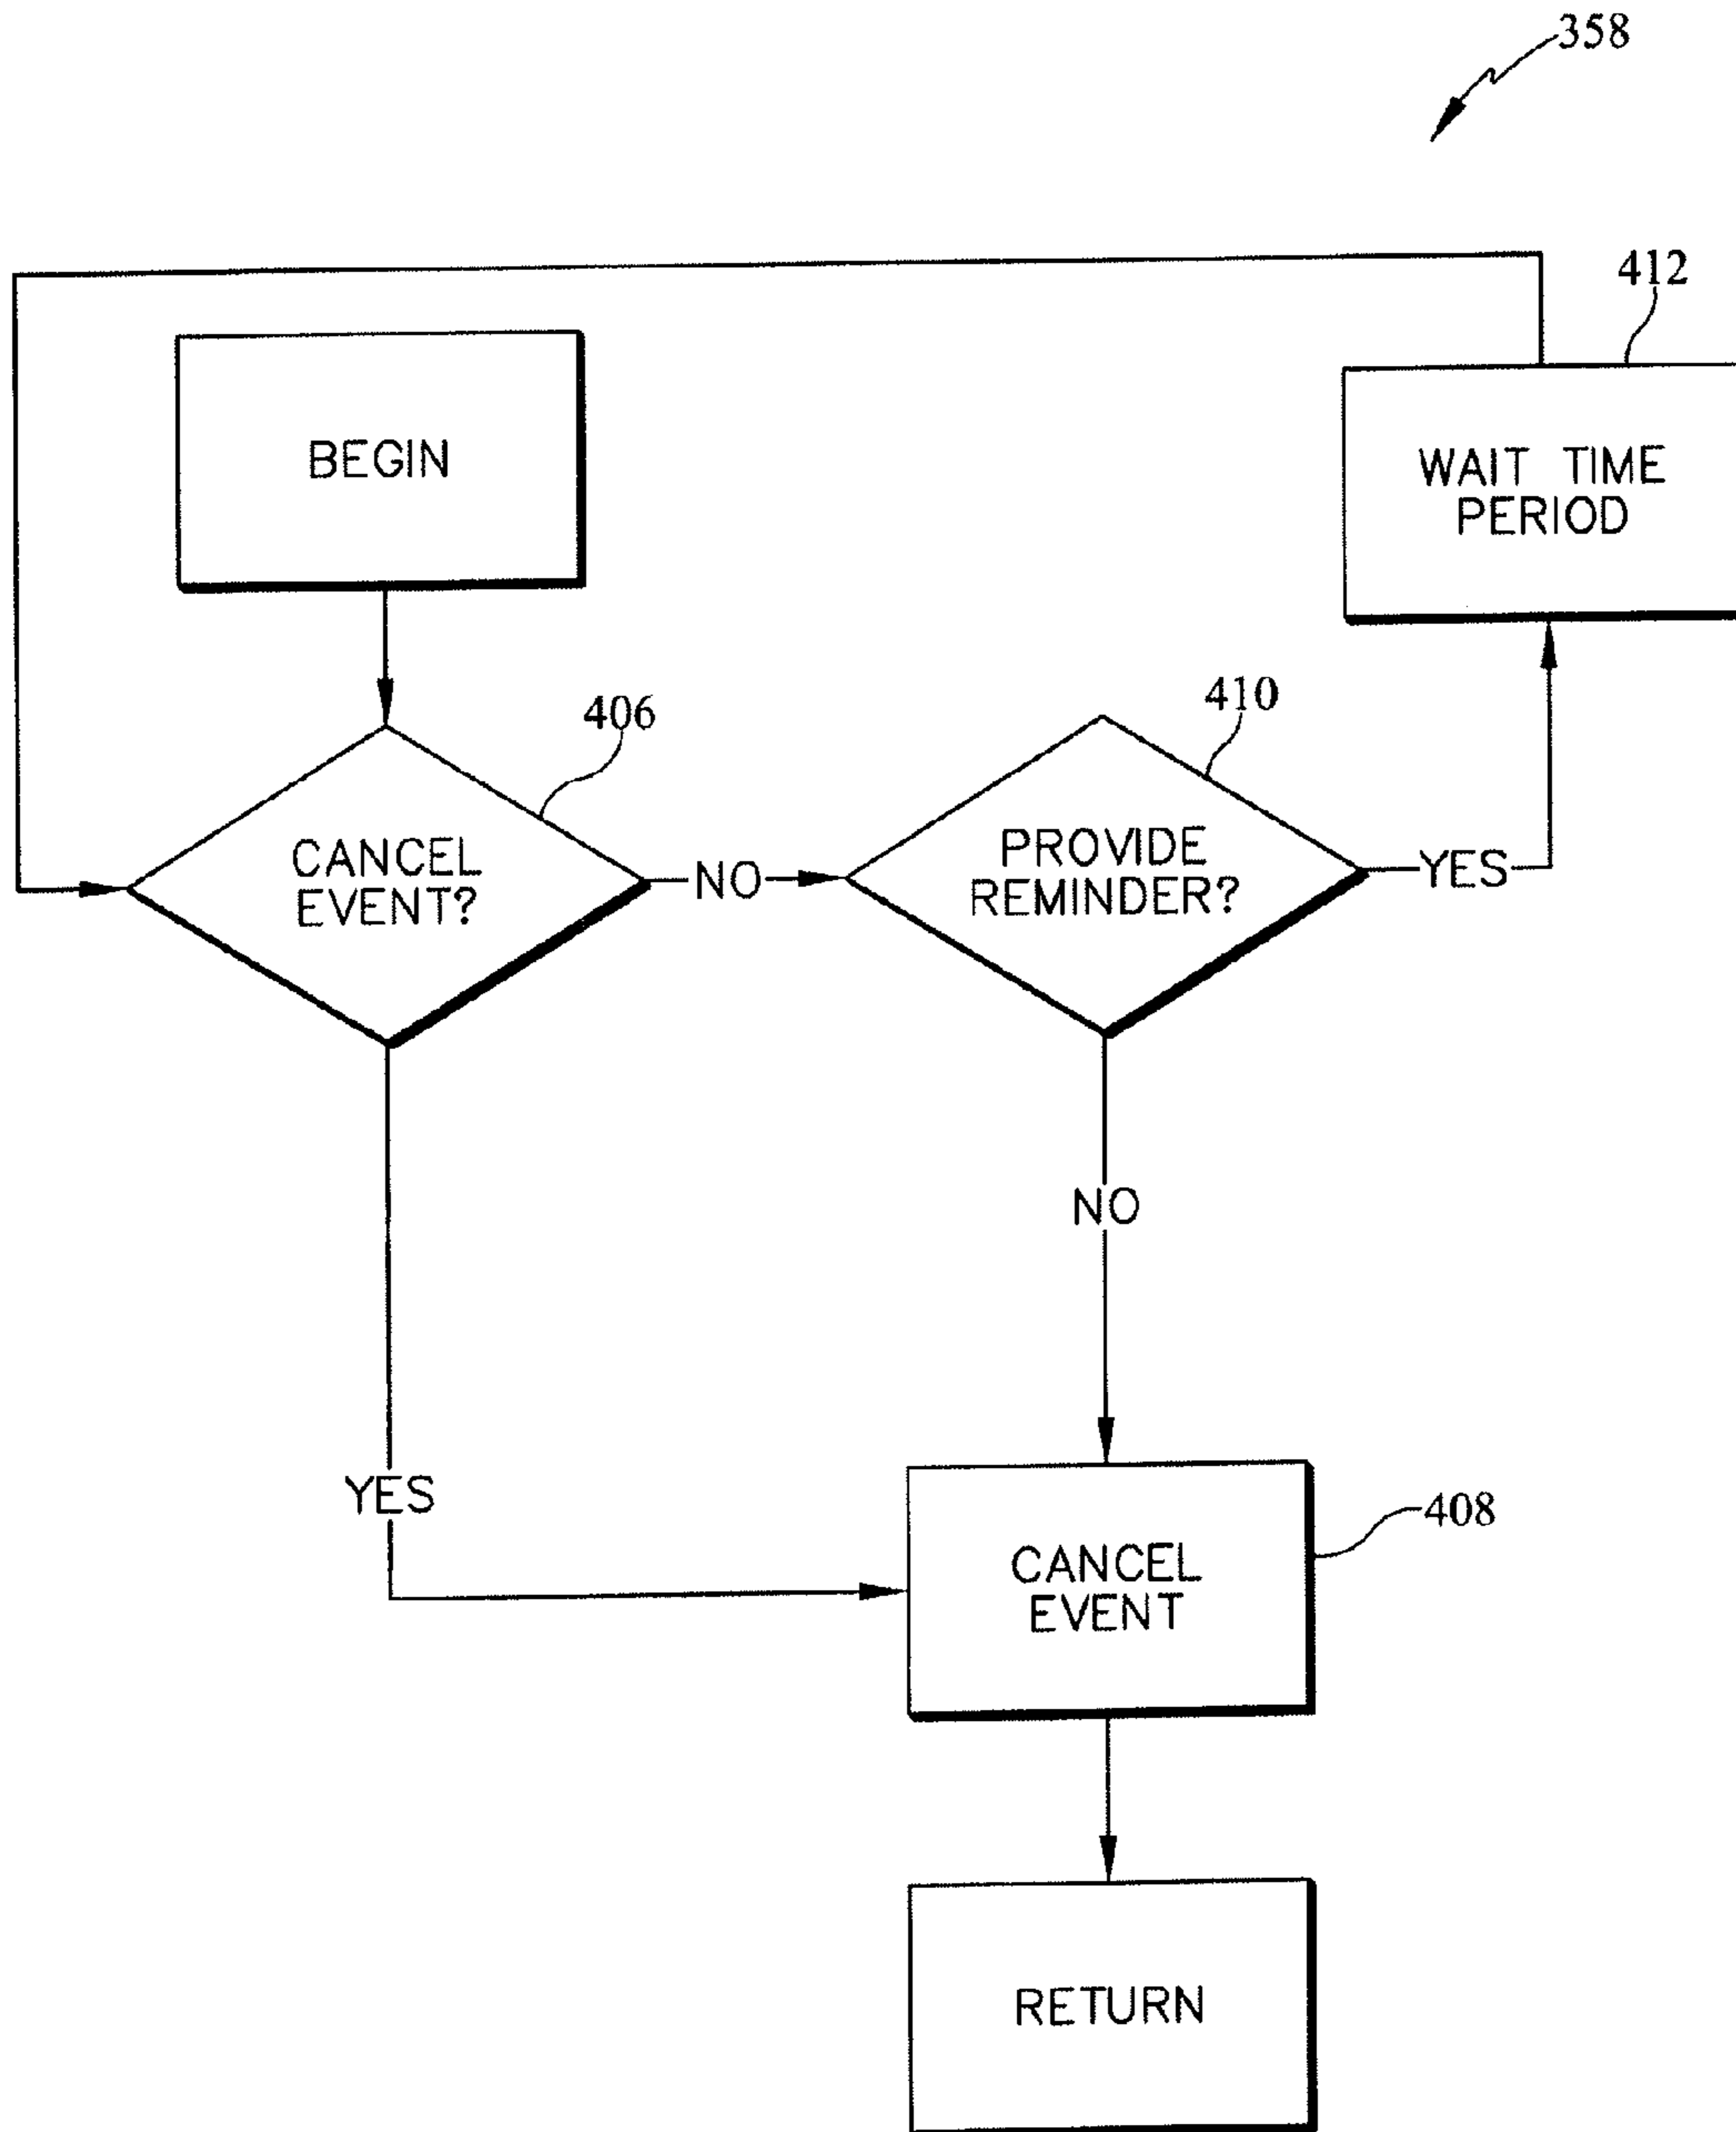 358
412
BEGIN
WAIT TIME
PERIOD
406
410
CANCEL
EVENT?
NO
PROVIDE
REMINDER?
YES
NO
YES
408
CANCEL
EVENT
RETURN